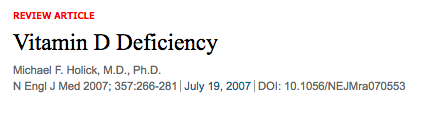 REVIEW ARTICLE
Vitamin D Deficiency
Michael F. Holick, M.D., Ph.D.
N Engl J Med 2007; 357:266-281 | July 19, 2007 | DOI: 10.1056/NEJMra070553